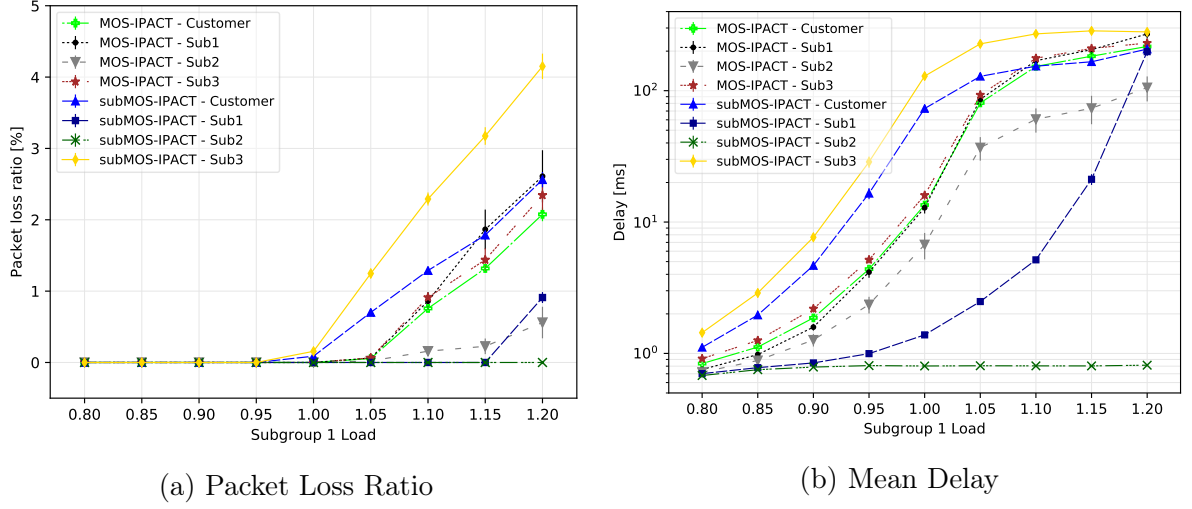 5
4
3
2
1
0
Packet loss ratio [%]
MOS-IPACT - Customer
MOS-IPACT - Sub1
MOS-IPACT - Sub2
MOS-IPACT - Sub3
subMOS-IPACT - Customer
subMOS-IPACT - Sub1
subMOS-IPACT - Sub2
subMOS-IPACT - Sub3
0.80 0.85 0.90 0.95 1.00 1.05 1.10 1.15 1.20
Subgroup 1 Load
(a) Packet Loss Ratio
10²
10¹
10⁰
Delay [ms]
MOS-IPACT - Customer
MOS-IPACT - Sub1
MOS-IPACT - Sub2
MOS-IPACT - Sub3
subMOS-IPACT - Customer
subMOS-IPACT - Sub1
subMOS-IPACT - Sub2
subMOS-IPACT - Sub3
0.80 0.85 0.90 0.95 1.00 1.05 1.10 1.15 1.20
Subgroup 1 Load
(b) Mean Delay